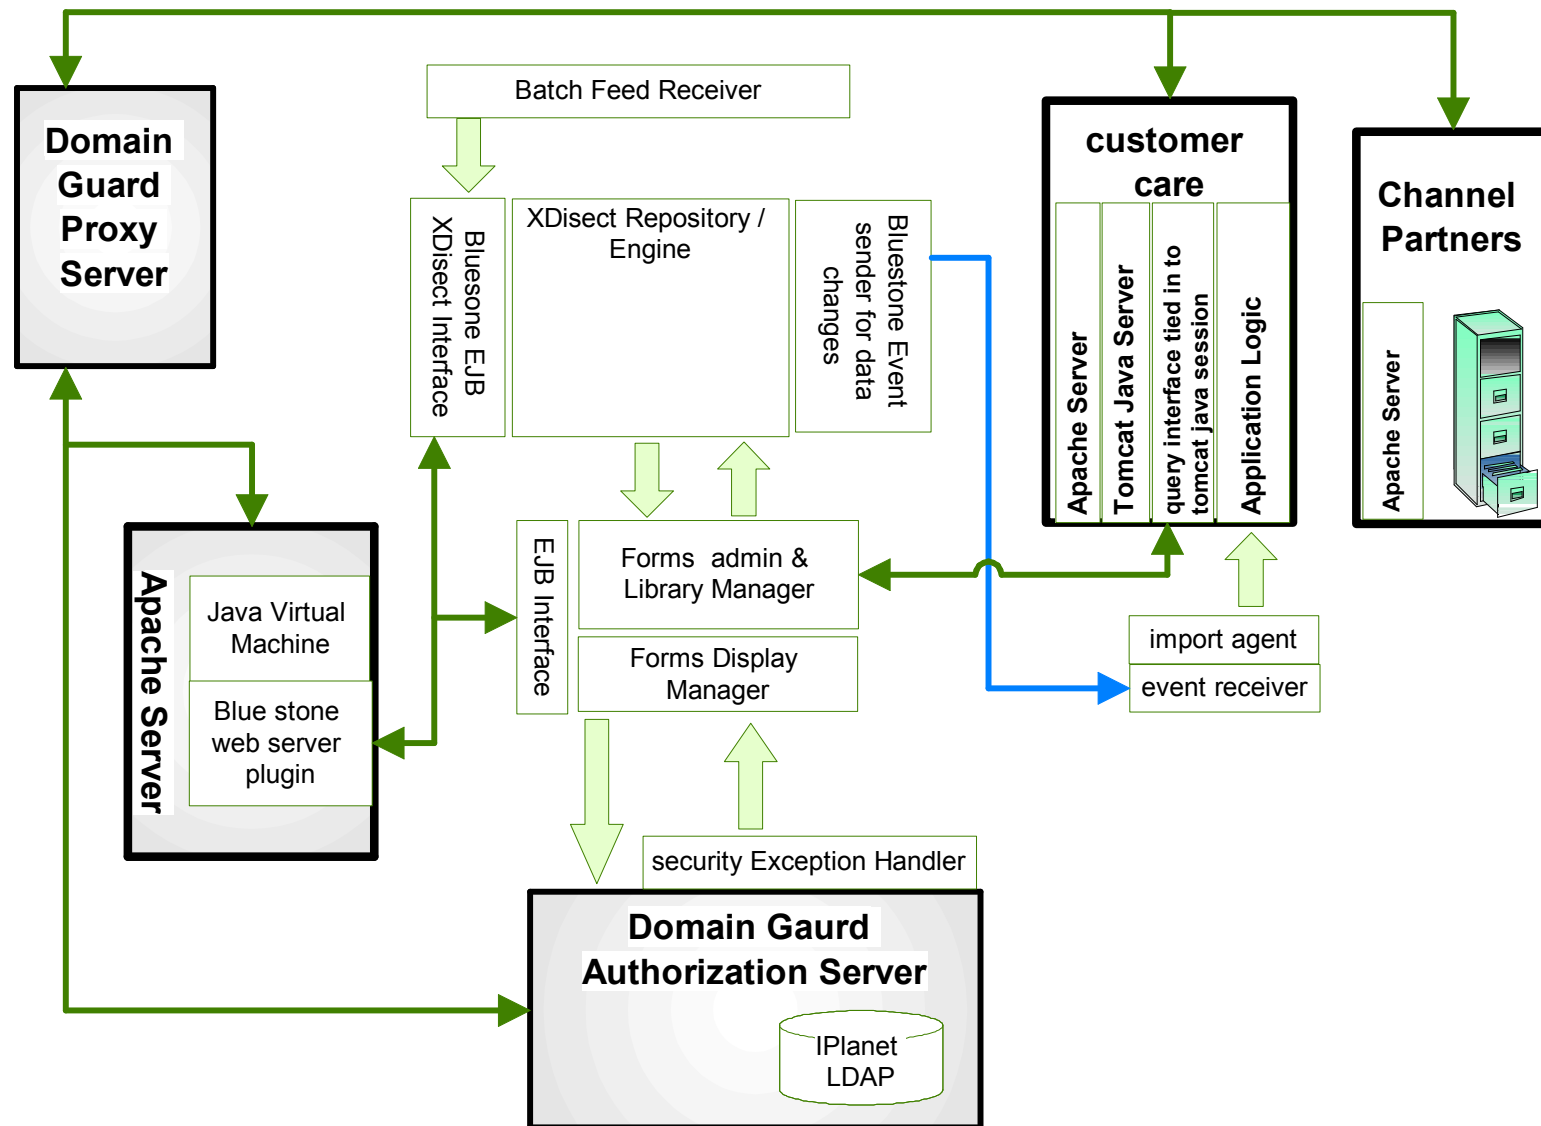 Batch Feed Receiver
Domain
Guard
Proxy
Server
customer
care
Channel
Partners
Bluesone EJB
XDisect Interface
XDisect Repository /
Engine
Bluestone Event
sender for data
changes
Apache Server
Tomcat Java Server
query interface tied in to
tomcat java session
Application Logic
Apache Server
Apache Server
Java Virtual
Machine
Blue stone
web server
plugin
EJB Interface
Forms admin &
Library Manager
Forms Display
Manager
import agent
event receiver
security Exception Handler
Domain Gaurd
Authorization Server
IPlanet
LDAP